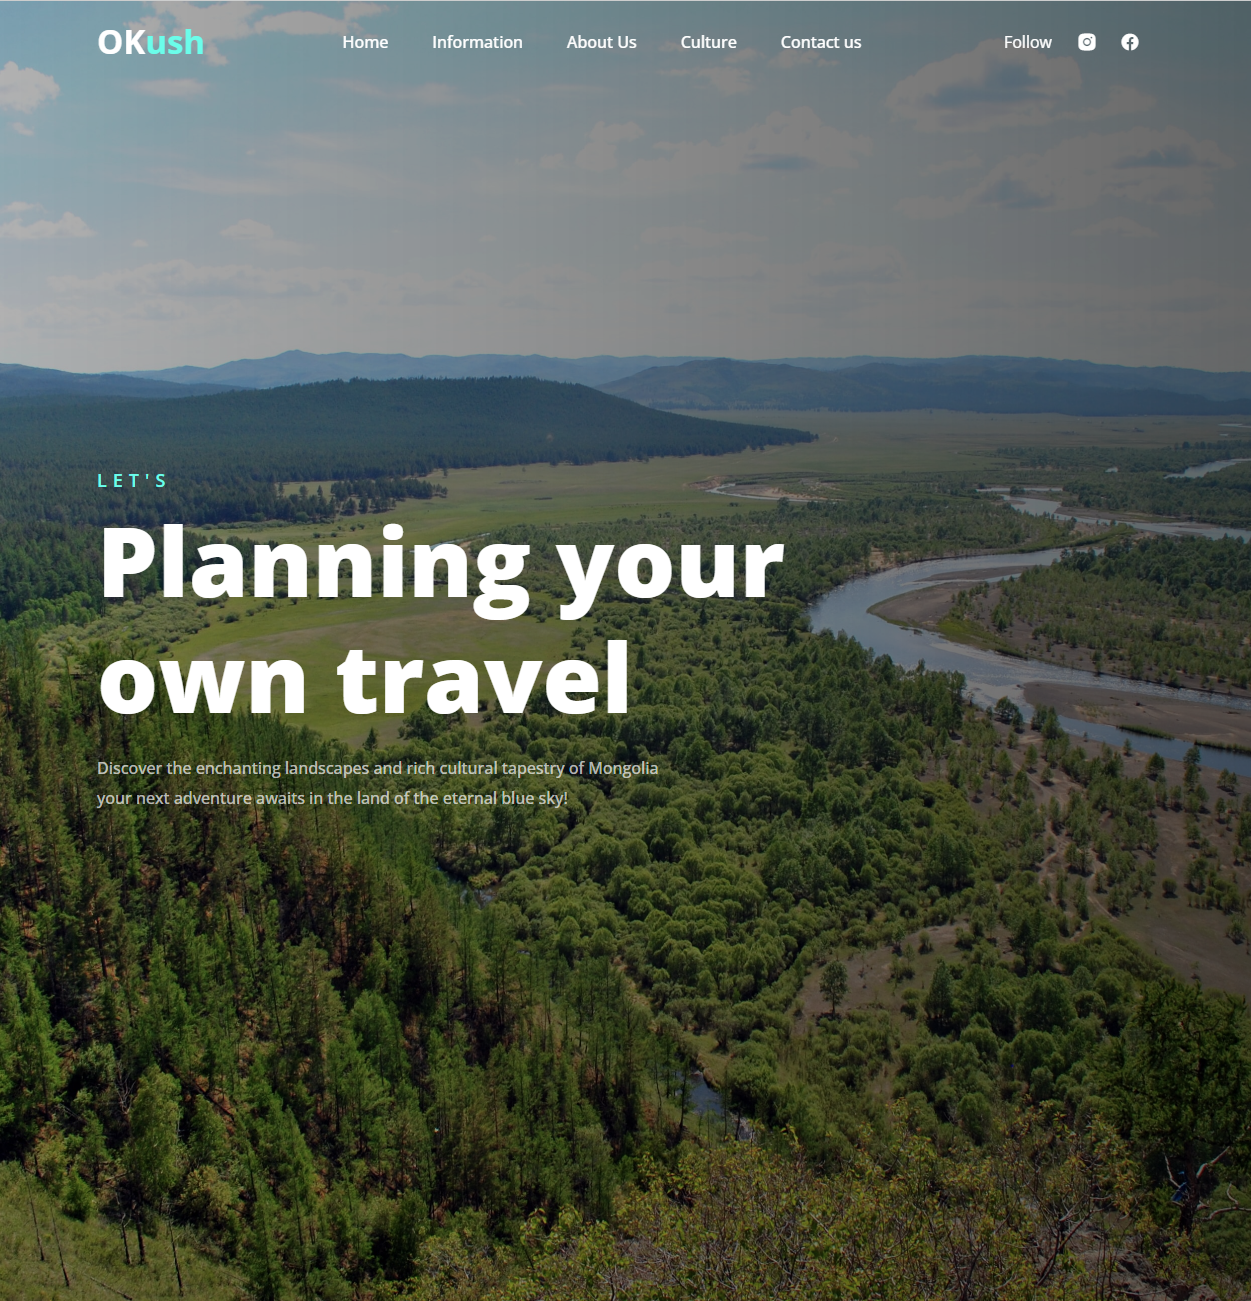 OKush
Home
Information
About Us
Culture
Contact us
Follow
LET'S
Planning your
own travel
Discover the enchanting landscapes and rich cultural tapestry of Mongolia
your next adventure awaits in the land of the eternal blue sky!